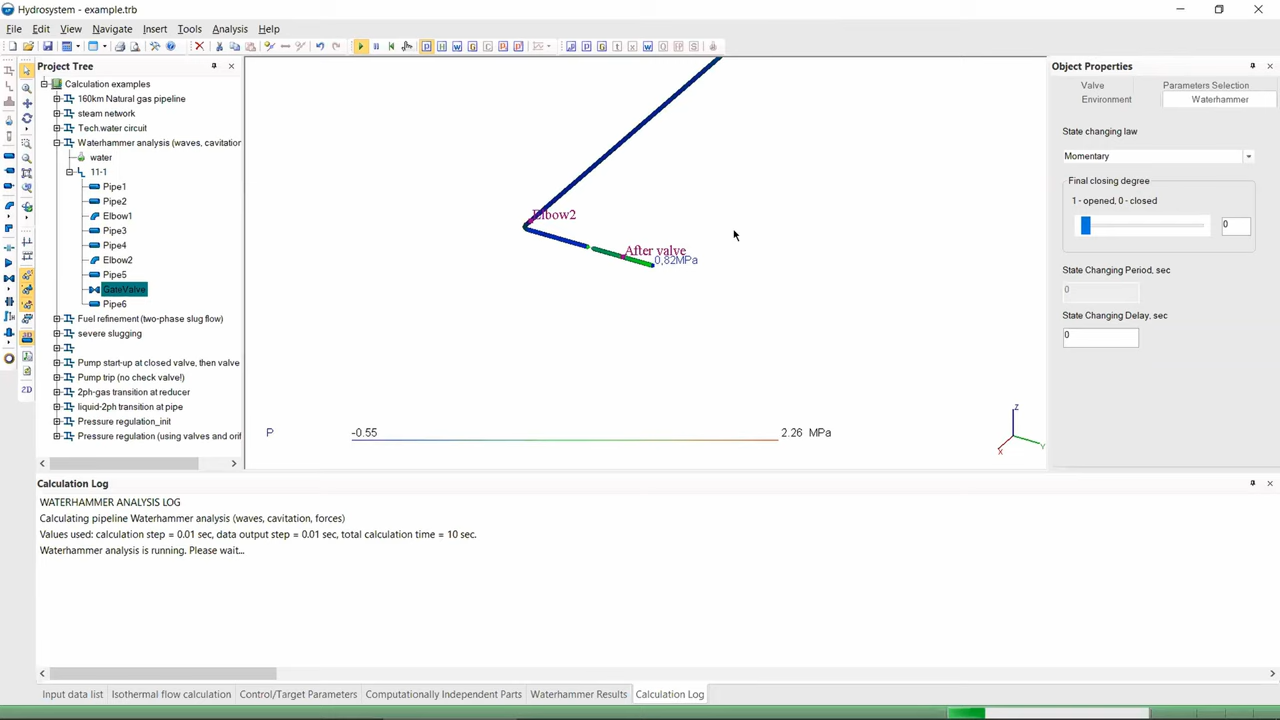 Hydrosystem - example.trb
File Edit View Navigate Insert Tools Analysis Help
Project Tree
Calculation examples
160km Natural gas pipeline
steam network
Tech.water circuit
Waterhammer analysis (waves, cavitation
water
11-1
Pipe1
Pipe2
Elbow1
Pipe3
Pipe4
Elbow2
Pipe5
GateValve
Pipe6
Fuel refinement (two-phase slug flow)
severe slugging
Pump start-up at closed valve, then valve
Pump trip (no check valve!)
2ph-gas transition at reducer
liquid-2ph transition at pipe
Pressure regulation_init
Pressure regulation (using valves and orif
2D
Elbow2
After valve
0,82MPa
P -0.55 2.26 MPa
Z
X Y
Object Properties
Valve Parameters Selection
Environment Waterhammer
State changing law
Momentary
Final closing degree
1 - opened, 0 - closed
0
State Changing Period, sec
0
State Changing Delay, sec
0
Calculation Log
WATERHAMMER ANALYSIS LOG
Calculating pipeline Waterhammer analysis (waves, cavitation, forces)
Values used: calculation step = 0.01 sec, data output step = 0.01 sec, total calculation time = 10 sec.
Waterhammer analysis is running. Please wait...
Input data list Isothermal flow calculation Control/Target Parameters Computationally Independent Parts Waterhammer Results Calculation Log